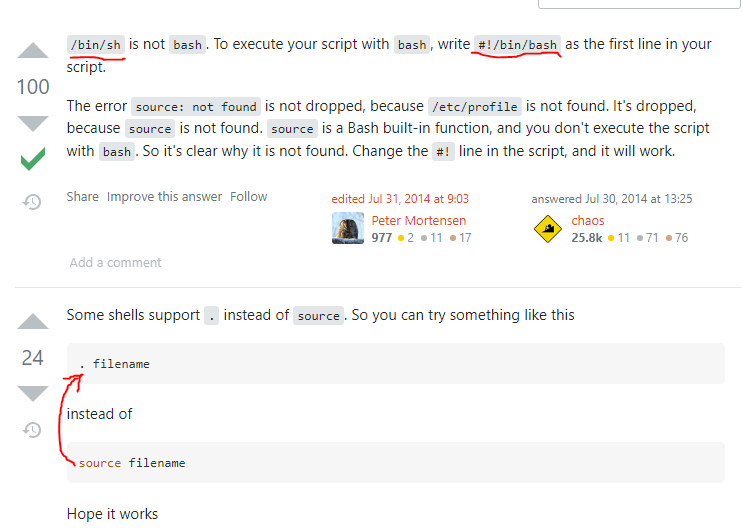 /bin/sh is not bash. To execute your script with bash, write #!/bin/bash as the first line in your
script.
100
The error source: not found is not dropped, because /etc/profile is not found. It's dropped,
because source is not found. source is a Bash built-in function, and you don't execute the script
with bash. So it's clear why it is not found. Change the #! line in the script, and it will work.
Share Improve this answer Follow
edited Jul 31, 2014 at 9:03
Peter Mortensen
977 2 11 17
answered Jul 30, 2014 at 13:25
chaos
25.8k 11 71 76
Add a comment
Some shells support . instead of source. So you can try something like this
24
. filename
instead of
source filename
Hope it works